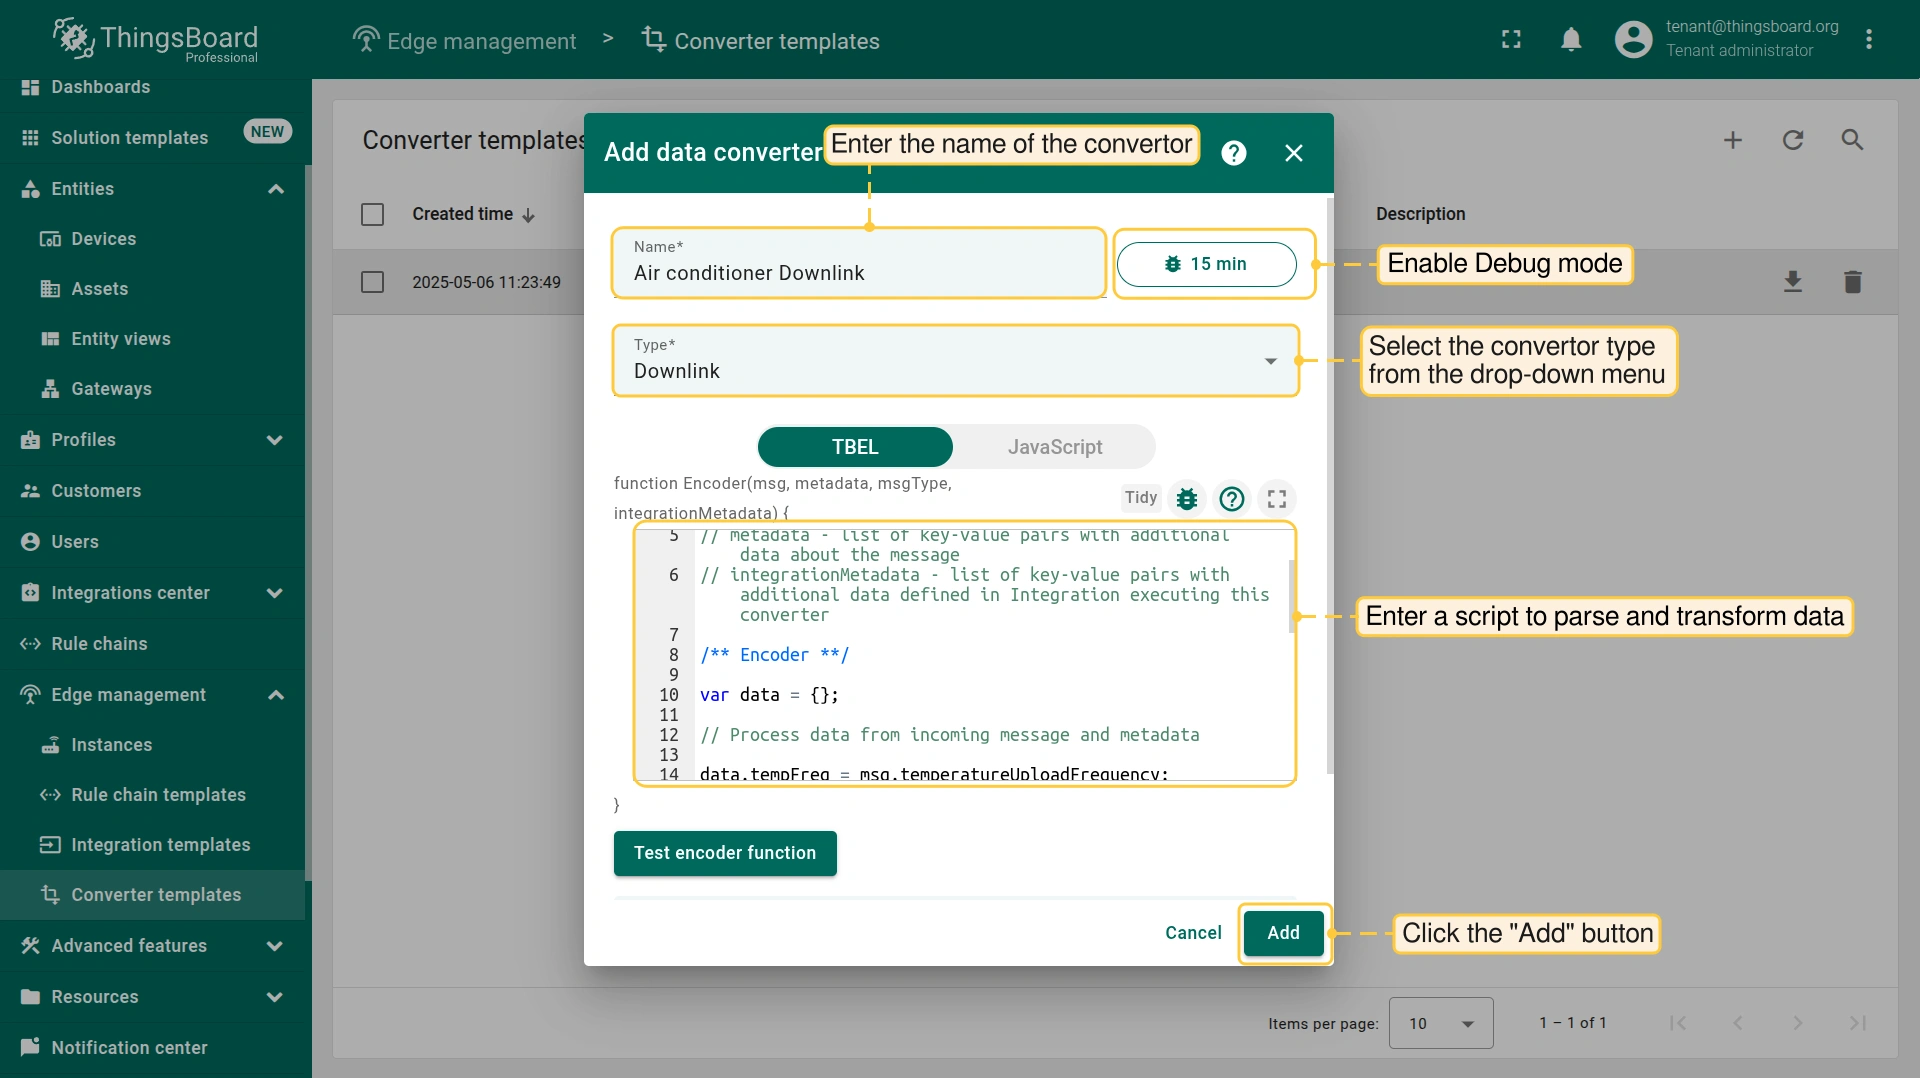 ThingsBoard
Professional
Edge management > Converter templates
tenant@thingsboard.org
Tenant administrator
Dashboards
Solution templates NEW
Entities
Devices
Assets
Entity views
Gateways
Profiles
Customers
Users
Integrations center
Rule chains
Edge management
Instances
Rule chain templates
Integration templates
Converter templates
Advanced features
Resources
Notification center
Converter templates
Created time
Description
2025-05-06 11:23:49
Add data converter
Enter the name of the convertor
Name*
Air conditioner Downlink
15 min
Enable Debug mode
Type*
Downlink
Select the convertor type
from the drop-down menu
TBEL JavaScript
function Encoder(msg, metadata, msgType,
integrationMetadata) {
Tidy
5 // metadata - list of key-value pairs with additional
data about the message
6 // integrationMetadata - list of key-value pairs with
additional data defined in Integration executing this
converter
7
8 /** Encoder **/
9
10 var data = {};
11
12 // Process data from incoming message and metadata
13
14 data.tempFreq = msg.temperatureUploadFrequency;
}
Enter a script to parse and transform data
Test encoder function
Cancel Add
Click the "Add" button
Items per page: 10 1 – 1 of 1